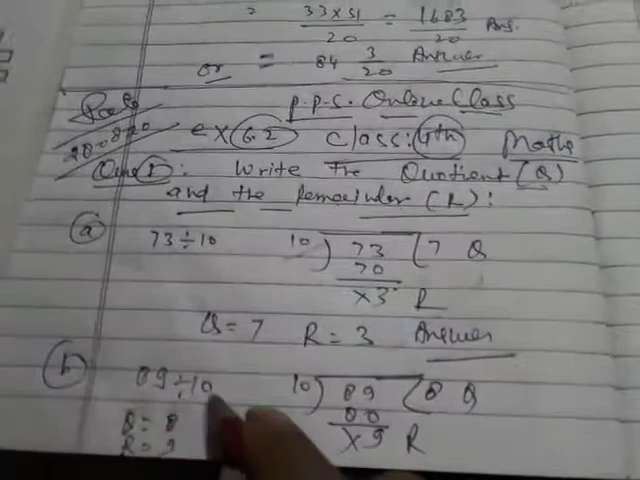 = 33×51/20 = 1683/20 Ans.
or = 84 3/20 Answer
P.P.S. Online Class
ex 6.2 Class: 4th Maths
Ques 1: Write the Quotient (Q)
and the Remainder (R):
(a) 73÷10 10) 73 (7 Q
70
×3 R
Q = 7 R = 3 Answer
(b) 89÷10 10) 89 (8 Q
Q = 8 80
R = 9 ×9 R